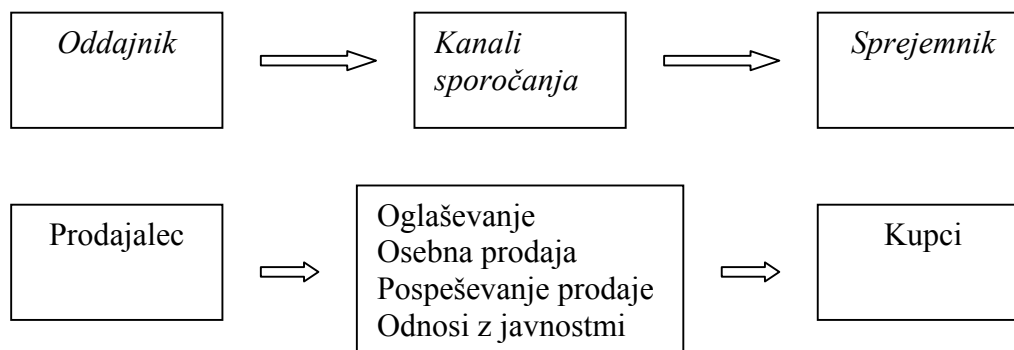 Oddajnik
Kanali
sporočanja
Sprejemnik
Prodajalec
Oglaševanje
Osebna prodaja
Pospeševanje prodaje
Odnosi z javnostmi
Kupci